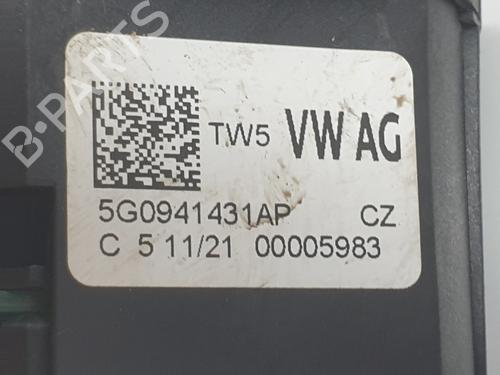 TW5 VW AG
5G0941431AP CZ
C 5 11/21 00005983
B-PARTS